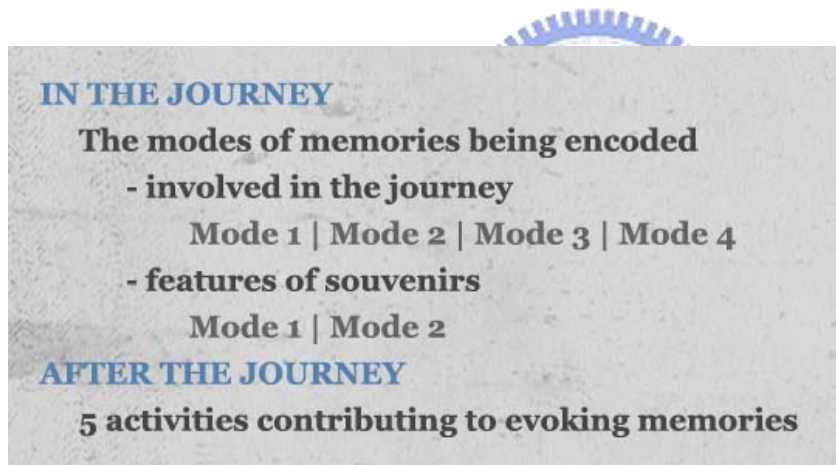 IN THE JOURNEY
The modes of memories being encoded
- involved in the journey
Mode 1 | Mode 2 | Mode 3 | Mode 4
- features of souvenirs
Mode 1 | Mode 2
AFTER THE JOURNEY
5 activities contributing to evoking memories